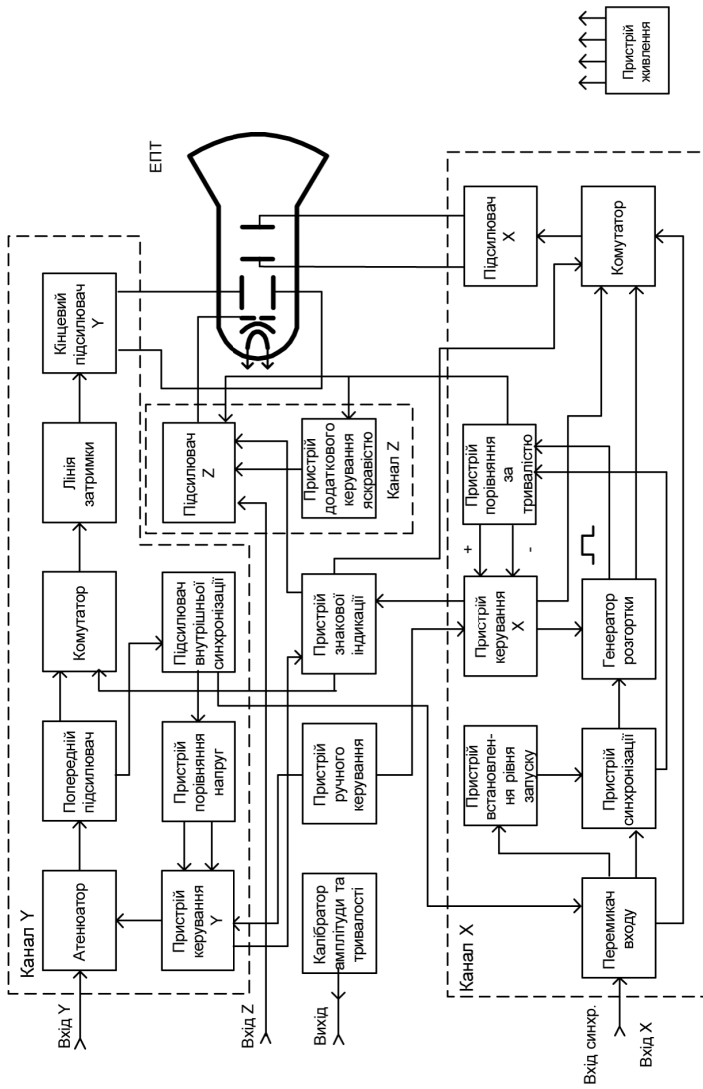 Канал Y
Вхід Y
Атенюатор
Попередній
підсилювач
Комутатор
Лінія
затримки
Кінцевий
підсилювач
Y
Пристрій
керування
Y
Пристрій
порівняння
напруг
Підсилювач
внутрішньої
синхронізації
Підсилювач
Z
Пристрій
додаткового
керування
яскравістю
Канал Z
ЕПТ
Вхід Z
Вихід
Калібратор
амплітуди та
тривалості
Пристрій
ручного
керування
Пристрій
знакової
індикації
Канал X
Вхід синхр.
Вхід X
Перемикач
входу
Пристрій
встановлен-
ня рівня
запуску
Пристрій
синхронізації
Пристрій
керування
X
+
-
Пристрій
порівняння
за
тривалістю
Генератор
розгортки
Підсилювач
X
Комутатор
Пристрій
живлення